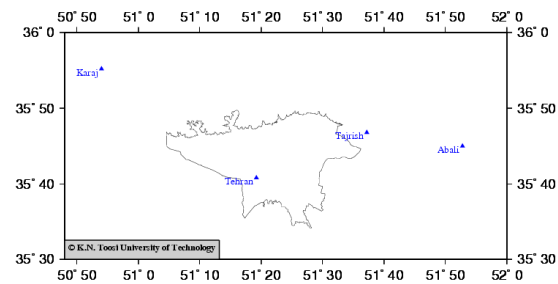 50˚ 50 51˚ 0 51˚ 10 51˚ 20 51˚ 30 51˚ 40 51˚ 50 52˚ 0
36˚ 0 36˚ 0
Karaj
35˚ 50 35˚ 50
Tajrish
Abali
35˚ 40 35˚ 40
Tehran
© K.N. Toosi University of Technology
35˚ 30 35˚ 30
50˚ 50 51˚ 0 51˚ 10 51˚ 20 51˚ 30 51˚ 40 51˚ 50 52˚ 0